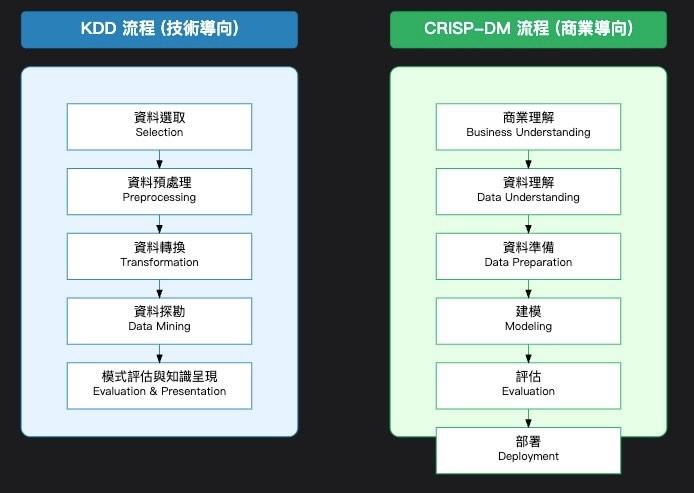 KDD 流程 (技術導向)
資料選取
Selection
資料預處理
Preprocessing
資料轉換
Transformation
資料探勘
Data Mining
模式評估與知識呈現
Evaluation & Presentation
CRISP-DM 流程 (商業導向)
商業理解
Business Understanding
資料理解
Data Understanding
資料準備
Data Preparation
建模
Modeling
評估
Evaluation
部署
Deployment